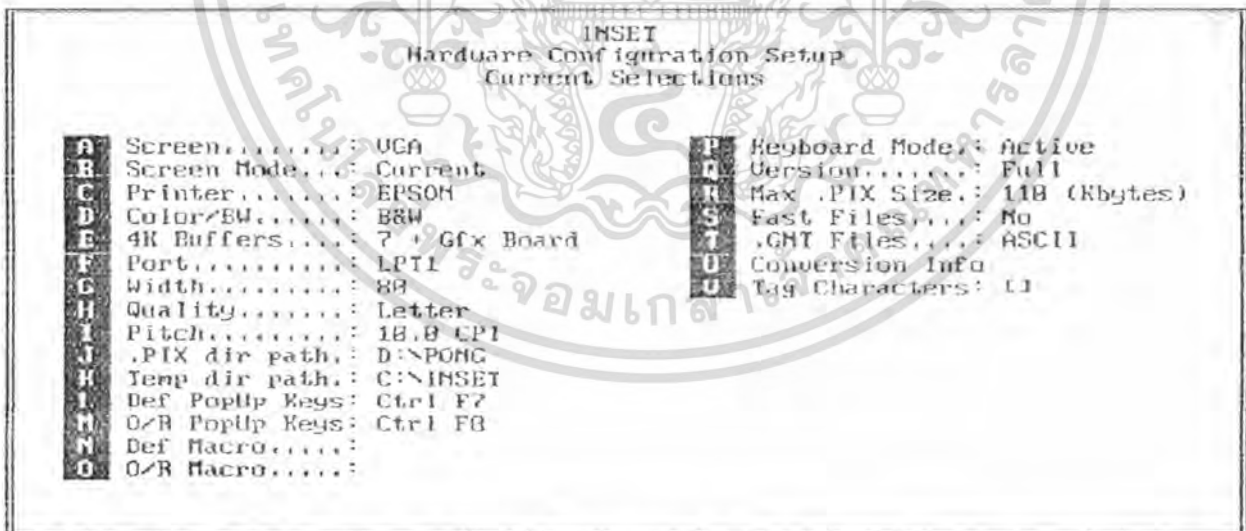 INSET
Hardware Configuration Setup
Current Selections
A Screen........: VGA
B Screen Mode...: Current
C Printer.......: EPSON
D Color/BW......: B&W
E 4K Buffers....: 7 + Gfx Board
F Port..........: LPT1
G Width.........: 80
H Quality.......: Letter
I Pitch.........: 10.0 CPI
J .PIX dir path.: D:\PONG
K Temp dir path.: C:\INSET
L Def PopUp Keys: Ctrl F7
M O/R PopUp Keys: Ctrl F8
N Def Macro.....:
O O/R Macro.....:
P Keyboard Mode.: Active
Q Version.......: Full
R Max .PIX Size.: 110 (Kbytes)
S Fast Files....: No
T .GMT Files....: ASCII
U Conversion Info
V Tag Characters: []